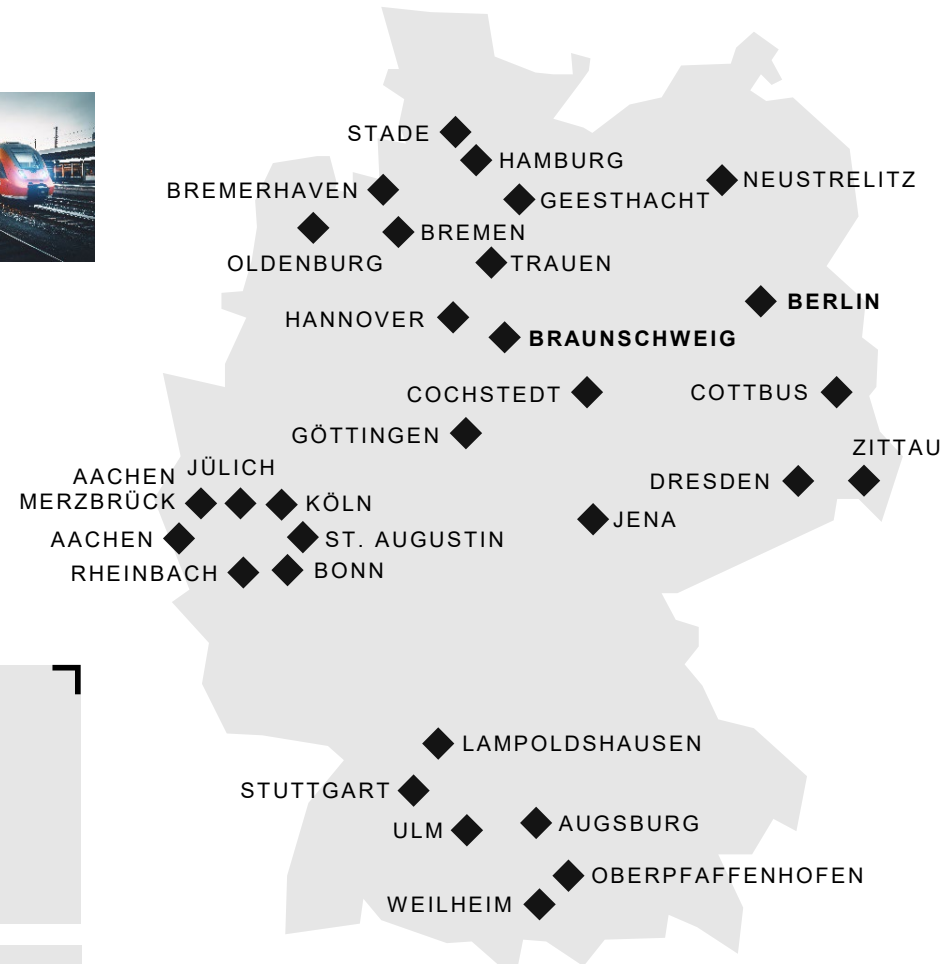 STADE
HAMBURG
NEUSTRELITZ
BREMERHAVEN
GEESTHACHT
BREMEN
OLDENBURG
TRAUEN
BERLIN
HANNOVER
BRAUNSCHWEIG
COCHSTEDT
COTTBUS
GÖTTINGEN
ZITTAU
JÜLICH
AACHEN
MERZBRÜCK
KÖLN
DRESDEN
JENA
AACHEN
ST. AUGUSTIN
RHEINBACH
BONN
LAMPOLDSHAUSEN
STUTTGART
ULM
AUGSBURG
OBERPFAFFENHOFEN
WEILHEIM